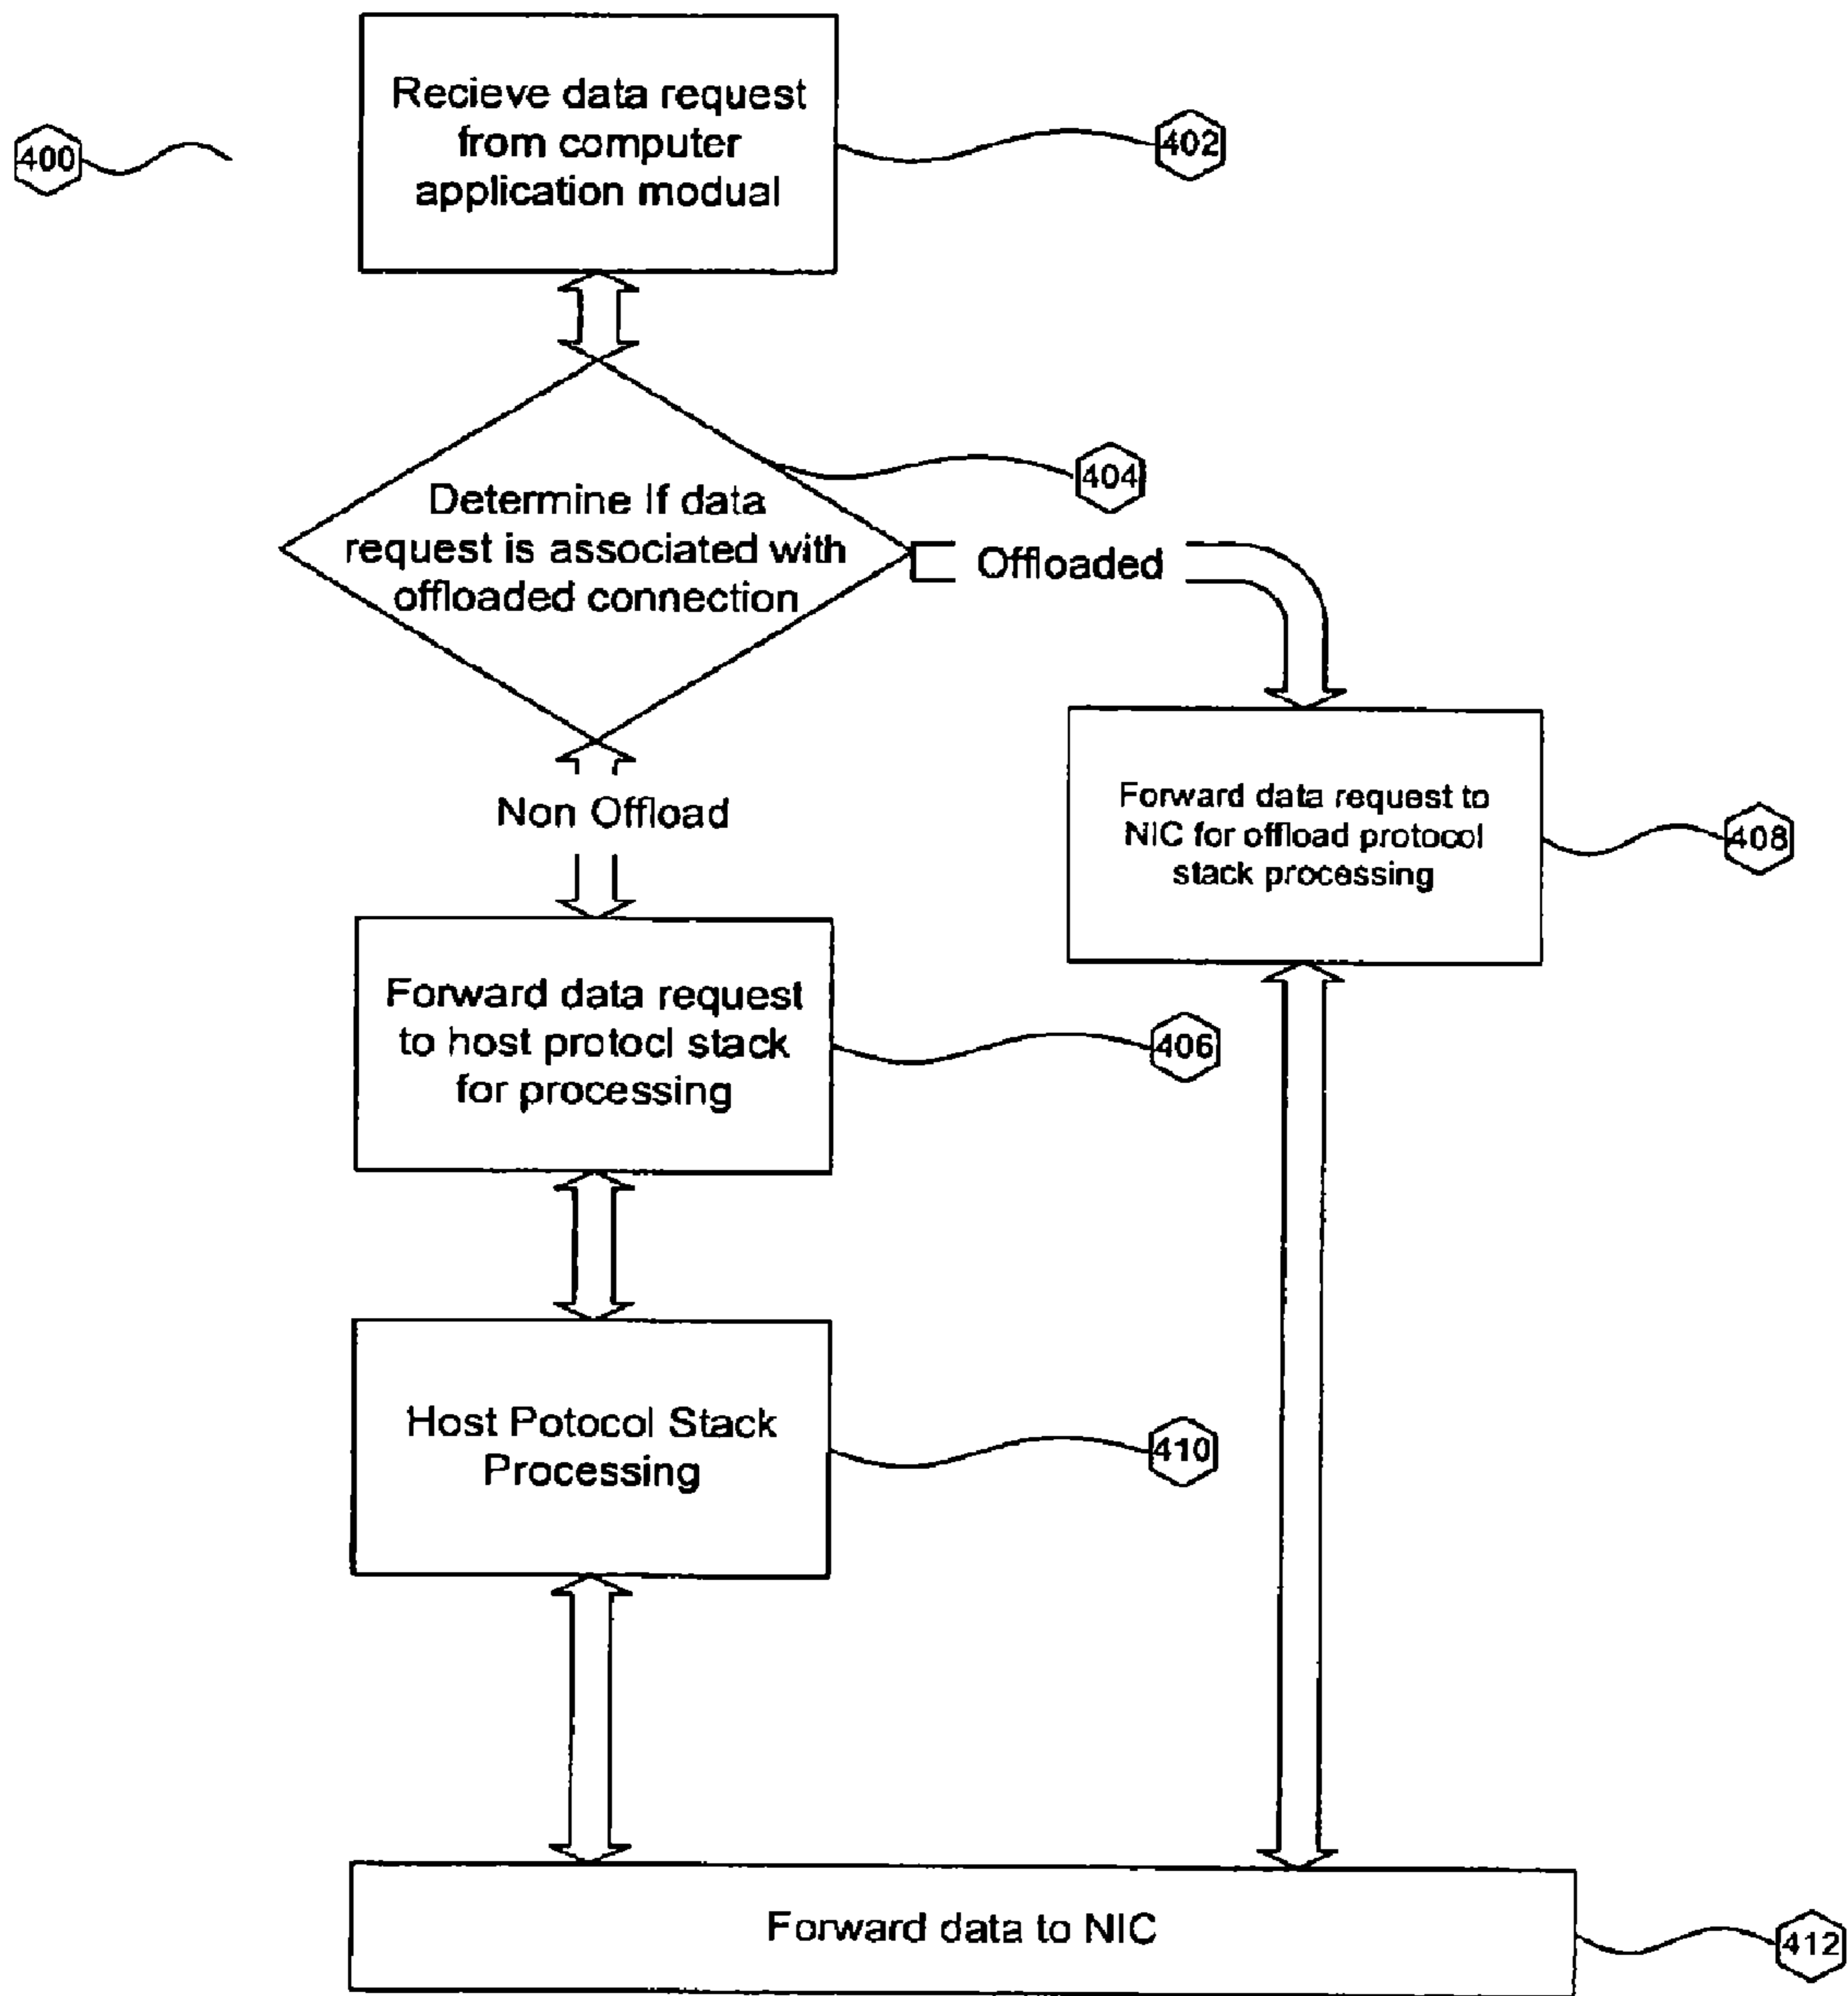 Recieve data request
from computer
application modual
400
402
404
Determine If data
request is associated with
offloaded connection
Offloaded
Non Offload
Forward data request to
NIC for offload protocol
stack processing
408
Forward data request
to host protocl stack
for processing
406
Host Potocol Stack
Processing
410
Forward data to NIC
412